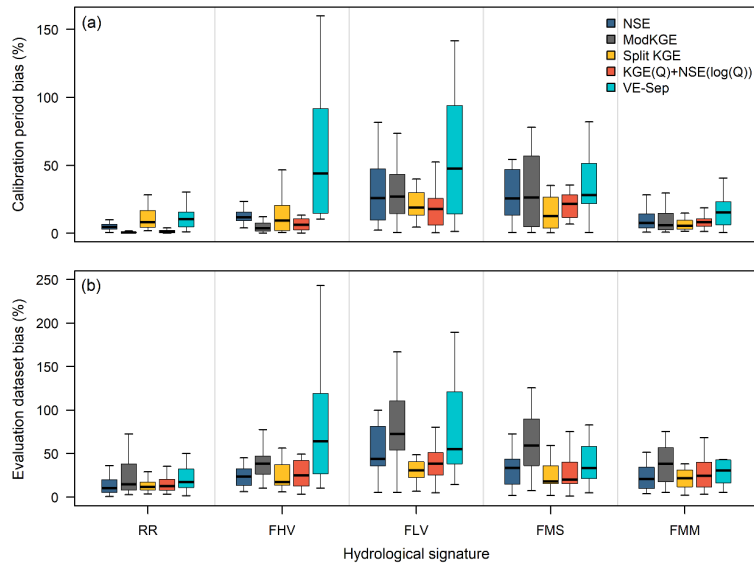 (a)
NSE
ModKGE
Split KGE
KGE(Q)+NSE(log(Q))
VE-Sep
Calibration period bias (%)
150
100
50
0
(b)
Evaluation dataset bias (%)
250
200
150
100
50
0
RR FHV FLV FMS FMM
Hydrological signature